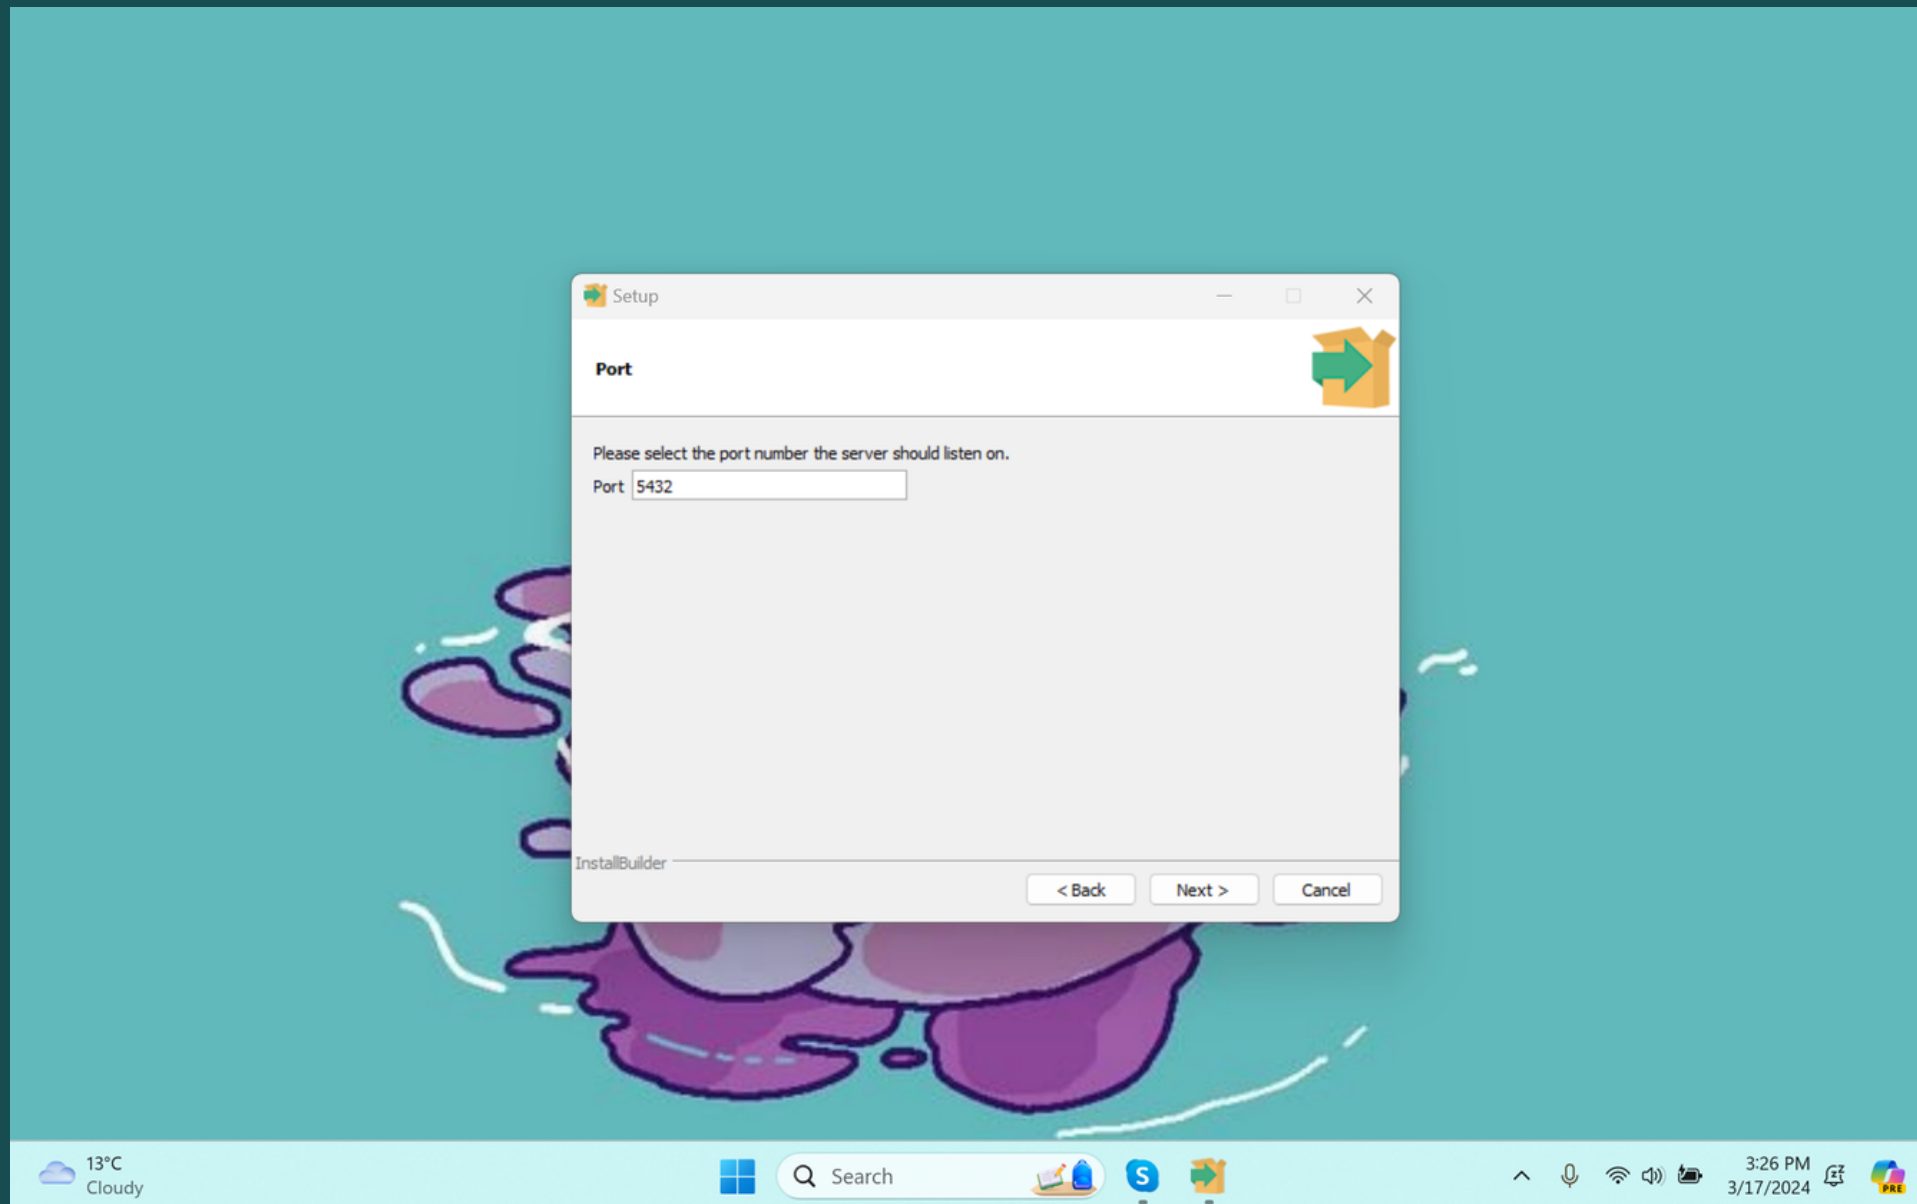 Setup
Port
Please select the port number the server should listen on.
Port 5432
InstallBuilder
< Back Next > Cancel
13°C
Cloudy
Search
S
3:26 PM
3/17/2024
PRE